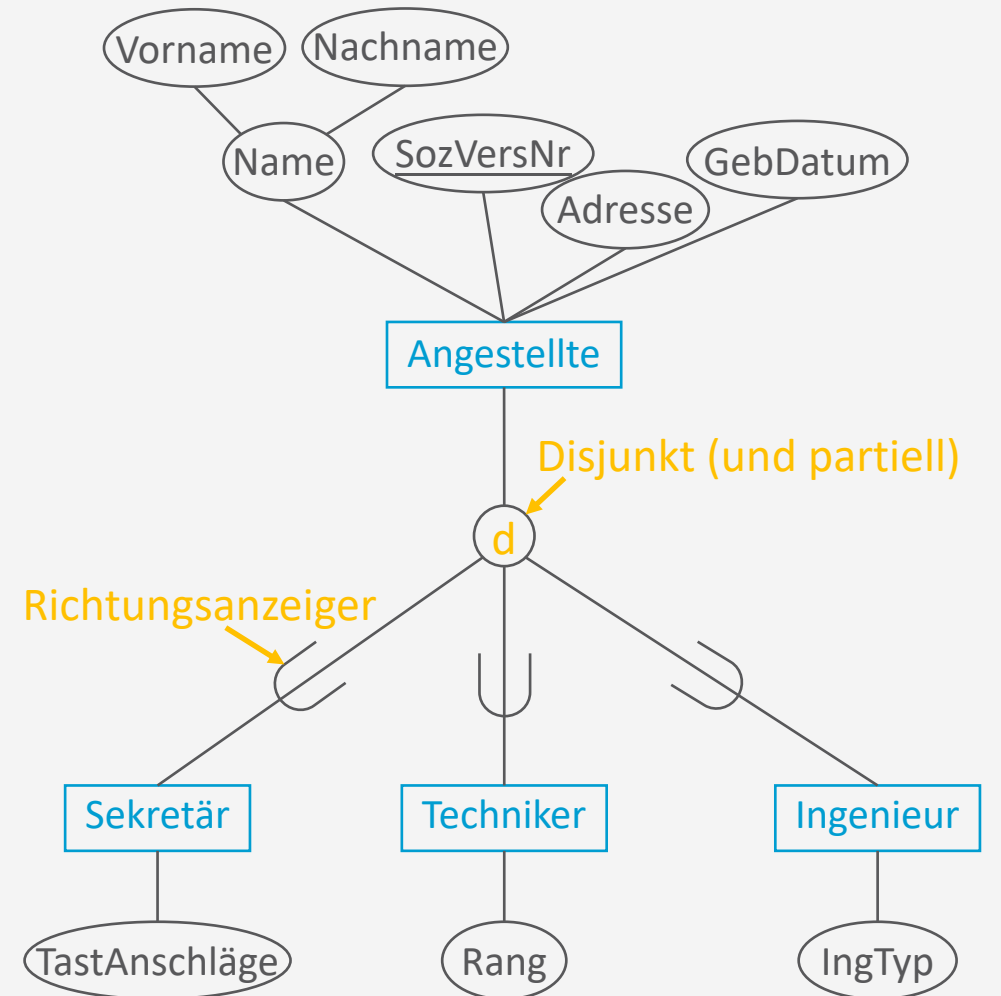 Vorname
Nachname
Name
SozVersNr
GebDatum
Adresse
Angestellte
Disjunkt (und partiell)
d
Richtungsanzeiger
Sekretär
Techniker
Ingenieur
TastAnschläge
Rang
IngTyp